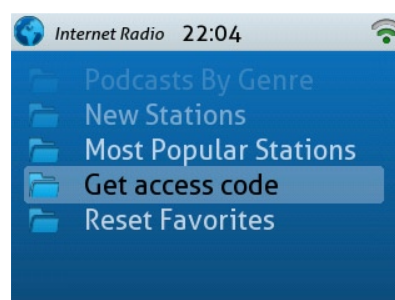 Internet Radio 22:04
Podcasts By Genre
New Stations
Most Popular Stations
Get access code
Reset Favorites